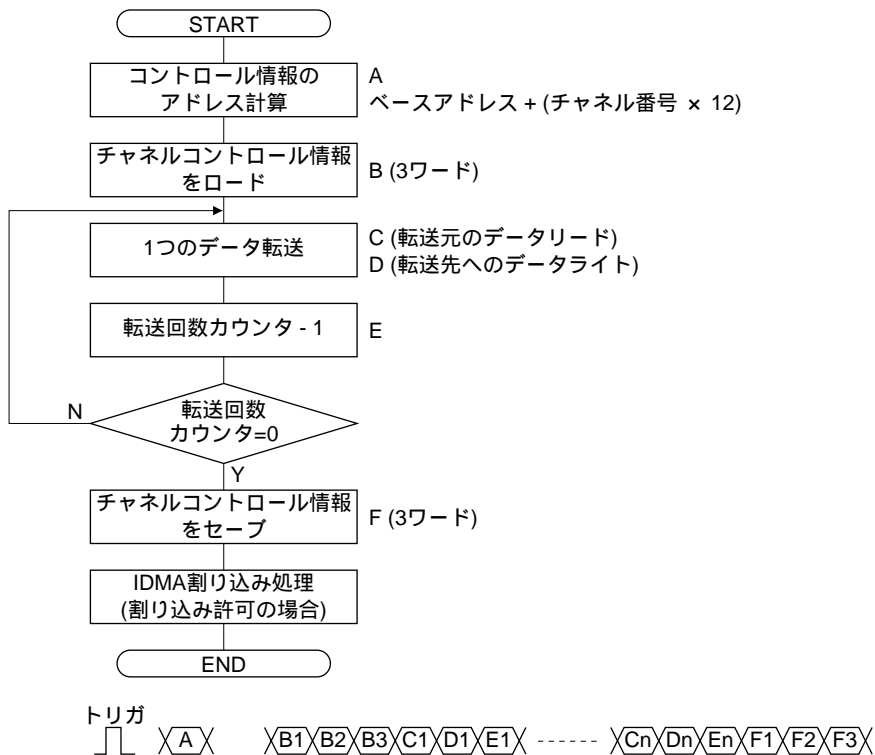 START
コントロール情報の
アドレス計算
A
ベースアドレス + (チャネル番号 × 12)
チャネルコントロール情報
をロード
B (3ワード)
1つのデータ転送
C (転送元のデータリード)
D (転送先へのデータライト)
転送回数カウンタ - 1
E
N
転送回数
カウンタ=0
Y
チャネルコントロール情報
をセーブ
F (3ワード)
IDMA割り込み処理
(割り込み許可の場合)
END
トリガ
A B1 B2 B3 C1 D1 E1 ------ Cn Dn En F1 F2 F3